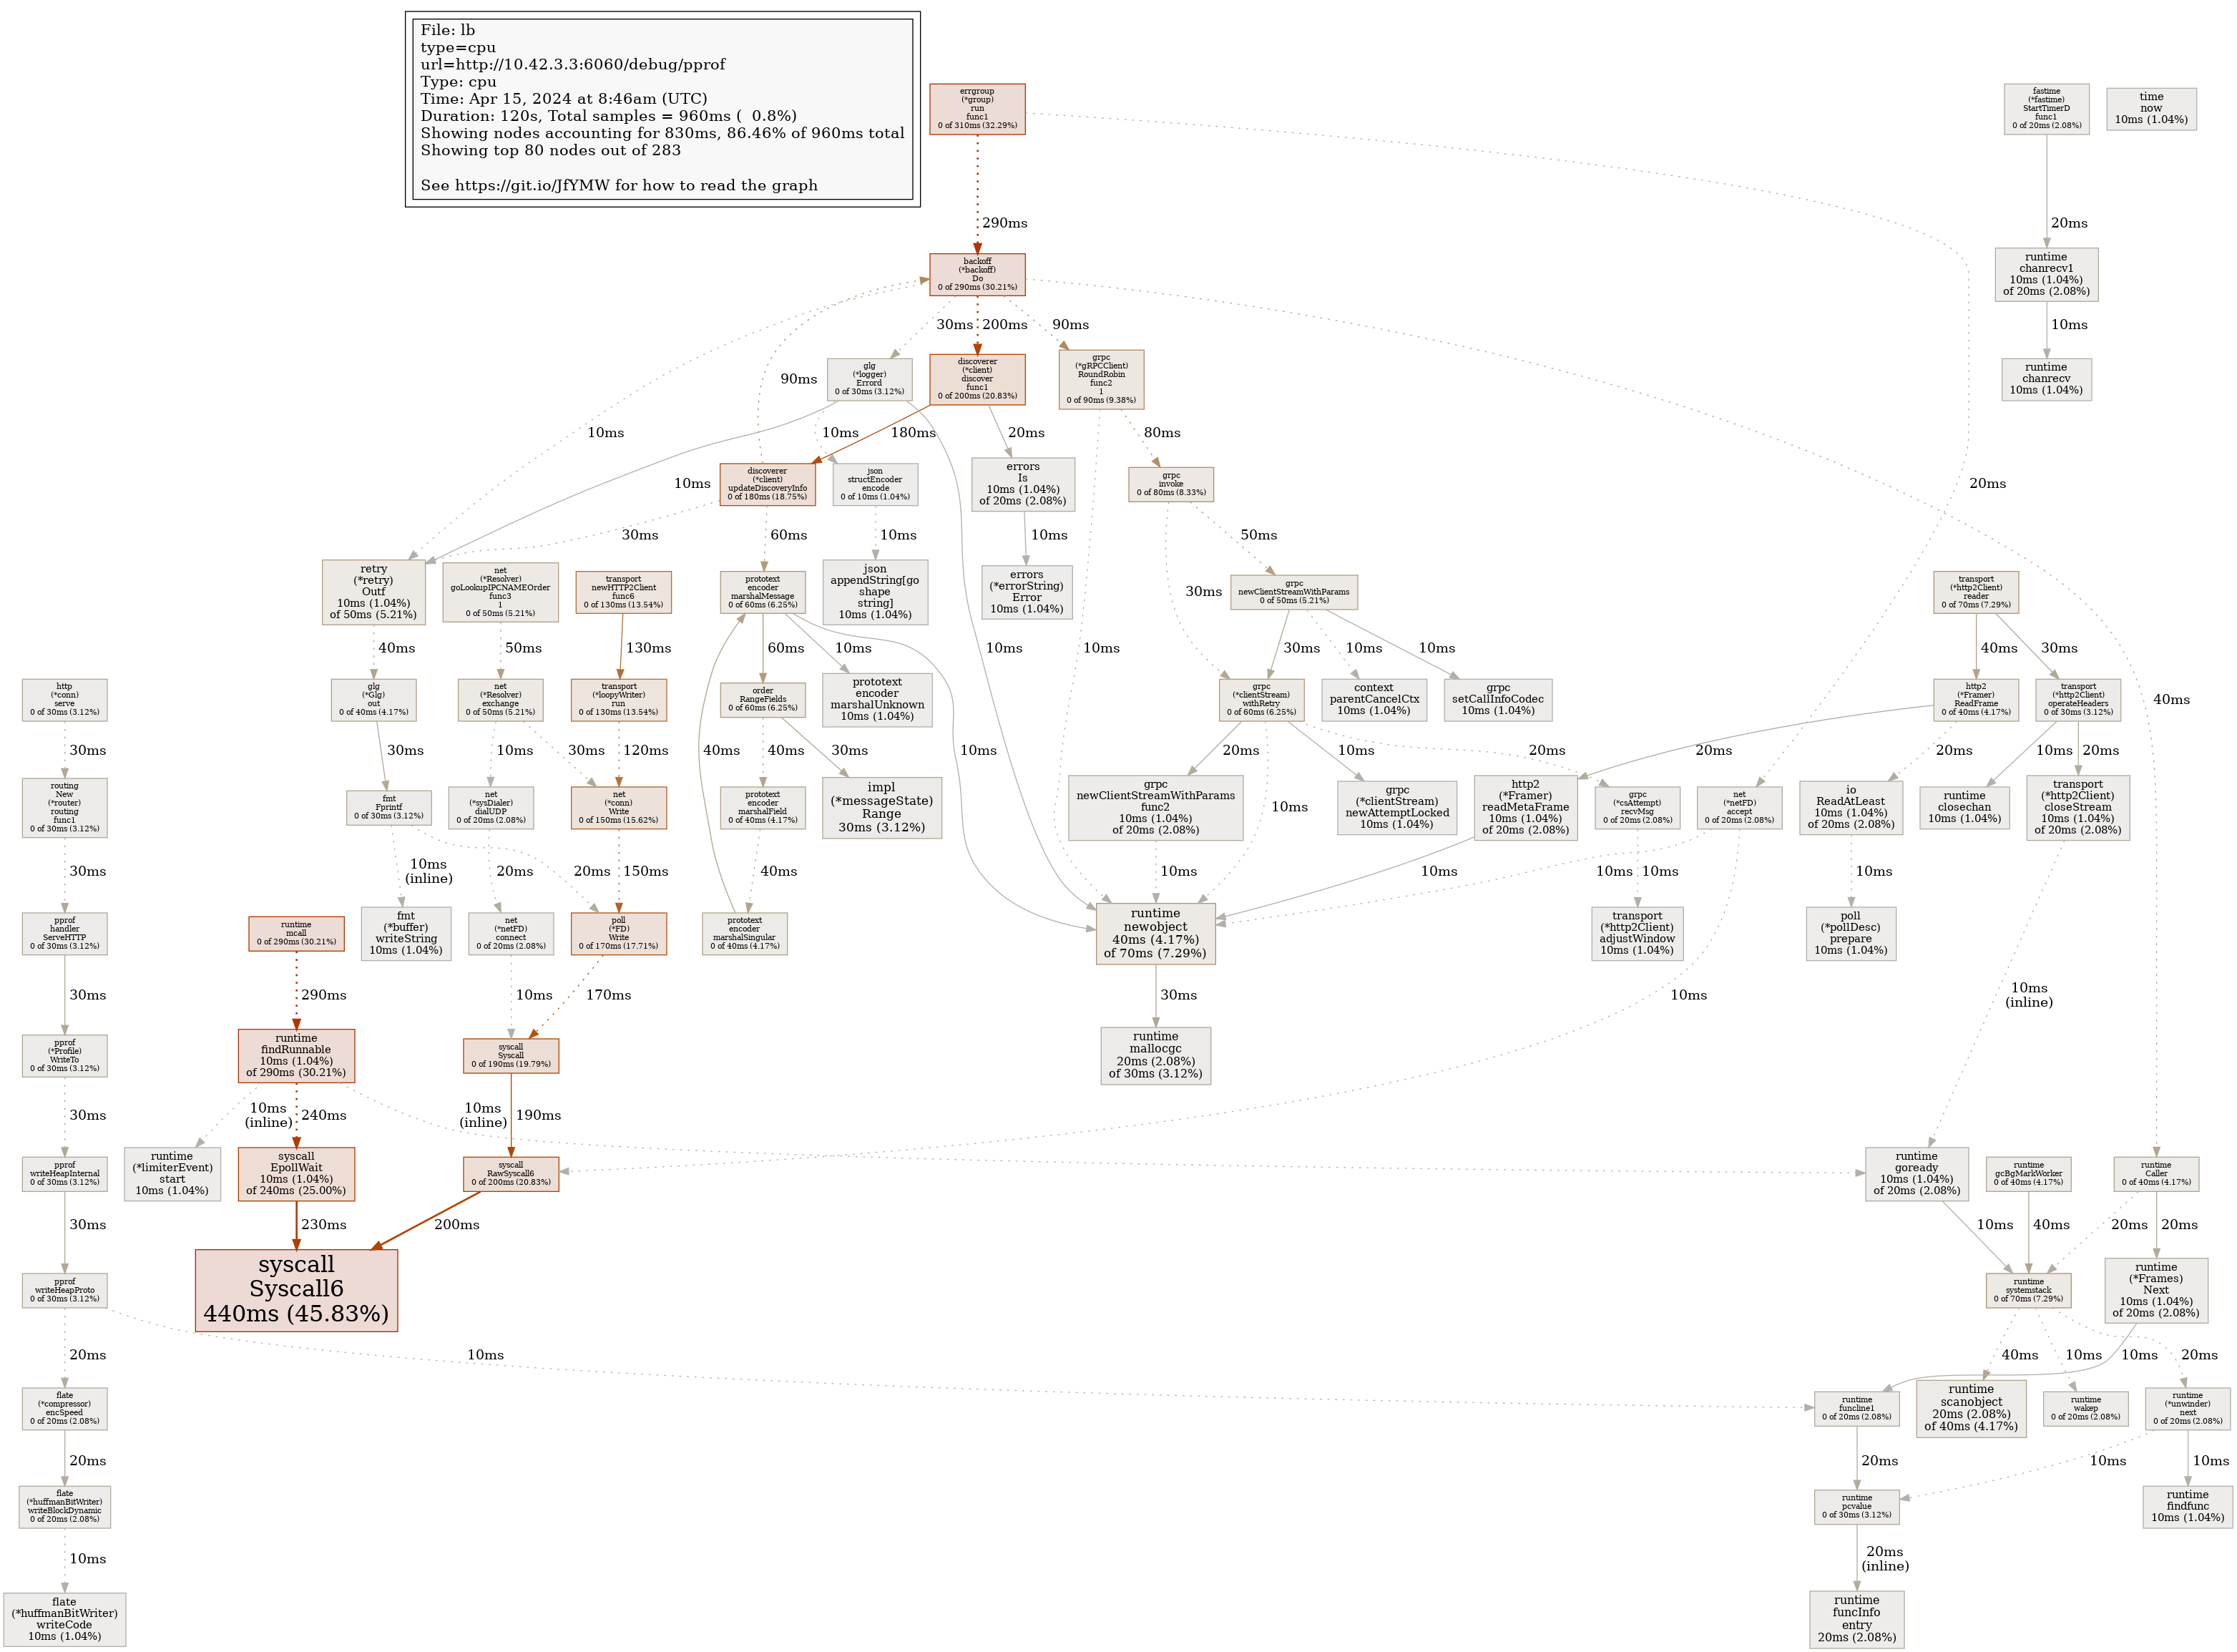 File: lb
type=cpu
url=http://10.42.3.3:6060/debug/pprof
Type: cpu
Time: Apr 15, 2024 at 8:46am (UTC)
Duration: 120s, Total samples = 960ms ( 0.8%)
Showing nodes accounting for 830ms, 86.46% of 960ms total
Showing top 80 nodes out of 283
See https://git.io/JfYMW for how to read the graph
errgroup
(*group)
run
func1
0 of 310ms (32.29%)
fastime
(*fastime)
StartTimerD
func1
0 of 20ms (2.08%)
time
now
10ms (1.04%)
290ms
20ms
backoff
(*backoff)
Do
0 of 290ms (30.21%)
runtime
chanrecv1
10ms (1.04%)
of 20ms (2.08%)
30ms
200ms
90ms
10ms
glg
(*logger)
Errord
0 of 30ms (3.12%)
discoverer
(*client)
discover
func1
0 of 200ms (20.83%)
grpc
(*gRPCClient)
RoundRobin
func2
1
0 of 90ms (9.38%)
runtime
chanrecv
10ms (1.04%)
90ms
10ms
10ms
180ms
20ms
80ms
10ms
20ms
discoverer
(*client)
updateDiscoveryInfo
0 of 180ms (18.75%)
json
structEncoder
encode
0 of 10ms (1.04%)
errors
Is
10ms (1.04%)
of 20ms (2.08%)
grpc
invoke
0 of 80ms (8.33%)
30ms
60ms
10ms
10ms
50ms
retry
(*retry)
Outf
10ms (1.04%)
of 50ms (5.21%)
net
(*Resolver)
goLookupIPCNAMEOrder
func3
1
0 of 50ms (5.21%)
transport
newHTTP2Client
func6
0 of 130ms (13.54%)
prototext
encoder
marshalMessage
0 of 60ms (6.25%)
json
appendString[go
shape
string]
10ms (1.04%)
errors
(*errorString)
Error
10ms (1.04%)
30ms
grpc
newClientStreamWithParams
0 of 50ms (5.21%)
transport
(*http2Client)
reader
0 of 70ms (7.29%)
40ms
50ms
130ms
60ms
10ms
10ms
10ms
30ms
10ms
10ms
40ms
30ms
http
(*conn)
serve
0 of 30ms (3.12%)
glg
(*Glg)
out
0 of 40ms (4.17%)
net
(*Resolver)
exchange
0 of 50ms (5.21%)
transport
(*loopyWriter)
run
0 of 130ms (13.54%)
order
RangeFields
0 of 60ms (6.25%)
prototext
encoder
marshalUnknown
10ms (1.04%)
grpc
(*clientStream)
withRetry
0 of 60ms (6.25%)
context
parentCancelCtx
10ms (1.04%)
grpc
setCallInfoCodec
10ms (1.04%)
http2
(*Framer)
ReadFrame
0 of 40ms (4.17%)
transport
(*http2Client)
operateHeaders
0 of 30ms (3.12%)
40ms
30ms
30ms
10ms
30ms
120ms
40ms
40ms
30ms
10ms
20ms
10ms
20ms
20ms
20ms
10ms
20ms
routing
New
(*router)
routing
func1
0 of 30ms (3.12%)
fmt
Fprintf
0 of 30ms (3.12%)
net
(*sysDialer)
dialUDP
0 of 20ms (2.08%)
net
(*conn)
Write
0 of 150ms (15.62%)
prototext
encoder
marshalField
0 of 40ms (4.17%)
impl
(*messageState)
Range
30ms (3.12%)
grpc
newClientStreamWithParams
func2
10ms (1.04%)
of 20ms (2.08%)
10ms
grpc
(*clientStream)
newAttemptLocked
10ms (1.04%)
http2
(*Framer)
readMetaFrame
10ms (1.04%)
of 20ms (2.08%)
grpc
(*csAttempt)
recvMsg
0 of 20ms (2.08%)
net
(*netFD)
accept
0 of 20ms (2.08%)
io
ReadAtLeast
10ms (1.04%)
of 20ms (2.08%)
runtime
closechan
10ms (1.04%)
transport
(*http2Client)
closeStream
10ms (1.04%)
of 20ms (2.08%)
30ms
10ms
(inline)
20ms
20ms
150ms
40ms
10ms
10ms
10ms
10ms
10ms
pprof
handler
ServeHTTP
0 of 30ms (3.12%)
runtime
mcall
0 of 290ms (30.21%)
fmt
(*buffer)
writeString
10ms (1.04%)
net
(*netFD)
connect
0 of 20ms (2.08%)
poll
(*FD)
Write
0 of 170ms (17.71%)
prototext
encoder
marshalSingular
0 of 40ms (4.17%)
runtime
newobject
40ms (4.17%)
of 70ms (7.29%)
transport
(*http2Client)
adjustWindow
10ms (1.04%)
poll
(*pollDesc)
prepare
10ms (1.04%)
30ms
290ms
10ms
170ms
30ms
10ms
10ms
(inline)
pprof
(*Profile)
WriteTo
0 of 30ms (3.12%)
runtime
findRunnable
10ms (1.04%)
of 290ms (30.21%)
syscall
Syscall
0 of 190ms (19.79%)
runtime
mallocgc
20ms (2.08%)
of 30ms (3.12%)
30ms
10ms
(inline)
240ms
10ms
(inline)
190ms
pprof
writeHeapInternal
0 of 30ms (3.12%)
runtime
(*limiterEvent)
start
10ms (1.04%)
syscall
EpollWait
10ms (1.04%)
of 240ms (25.00%)
syscall
RawSyscall6
0 of 200ms (20.83%)
runtime
goready
10ms (1.04%)
of 20ms (2.08%)
runtime
gcBgMarkWorker
0 of 40ms (4.17%)
runtime
Caller
0 of 40ms (4.17%)
30ms
230ms
200ms
10ms
40ms
20ms
20ms
pprof
writeHeapProto
0 of 30ms (3.12%)
syscall
Syscall6
440ms (45.83%)
runtime
systemstack
0 of 70ms (7.29%)
runtime
(*Frames)
Next
10ms (1.04%)
of 20ms (2.08%)
20ms
10ms
40ms
10ms
10ms
20ms
flate
(*compressor)
encSpeed
0 of 20ms (2.08%)
runtime
funcline1
0 of 20ms (2.08%)
runtime
scanobject
20ms (2.08%)
of 40ms (4.17%)
runtime
wakep
0 of 20ms (2.08%)
runtime
(*unwinder)
next
0 of 20ms (2.08%)
20ms
20ms
10ms
10ms
flate
(*huffmanBitWriter)
writeBlockDynamic
0 of 20ms (2.08%)
runtime
pcvalue
0 of 30ms (3.12%)
runtime
findfunc
10ms (1.04%)
10ms
20ms
(inline)
flate
(*huffmanBitWriter)
writeCode
10ms (1.04%)
runtime
funcInfo
entry
20ms (2.08%)